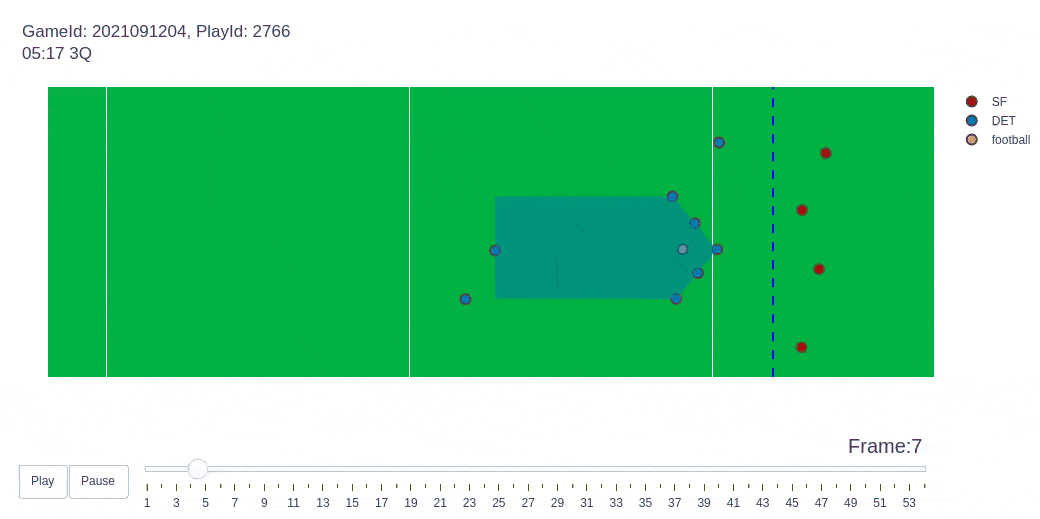 GameId: 2021091204, PlayId: 2766
05:17 3Q
SF
DET
football
Frame:7
Play Pause
1 3 5 7 9 11 13 15 17 19 21 23 25 27 29 31 33 35 37 39 41 43 45 47 49 51 53